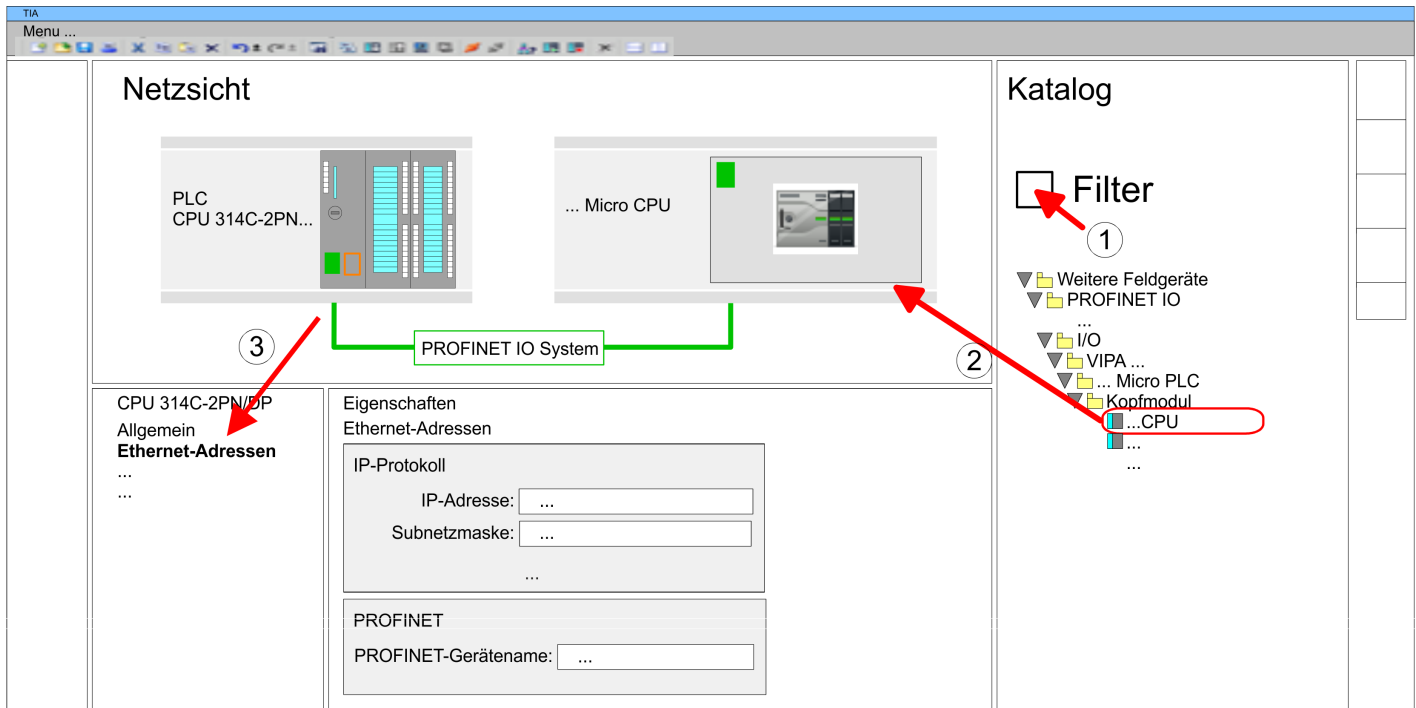 TIA
Menu ...
Netzsicht
PLC
CPU 314C-2PN...
... Micro CPU
PROFINET IO System
3
2
CPU 314C-2PN/DP
Allgemein
Ethernet-Adressen
...
...
Eigenschaften
Ethernet-Adressen
IP-Protokoll
IP-Adresse: ...
Subnetzmaske: ...
...
PROFINET
PROFINET-Gerätename: ...
Katalog
Filter
1
Weitere Feldgeräte
PROFINET IO
...
I/O
VIPA ...
... Micro PLC
Kopfmodul
...CPU
...
...